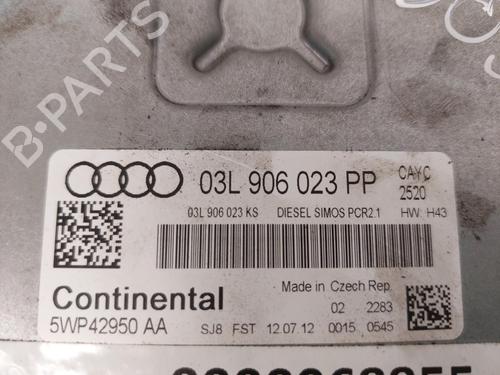 03L 906 023 PP
CAYC
2520
03L 906 023 KS DIESEL SIMOS PCR2.1 HW: H43
Made in Czech Rep.
Continental
02 2283
5WP42950 AA SJ8 FST 12.07.12 0015 0545
B-PARTS